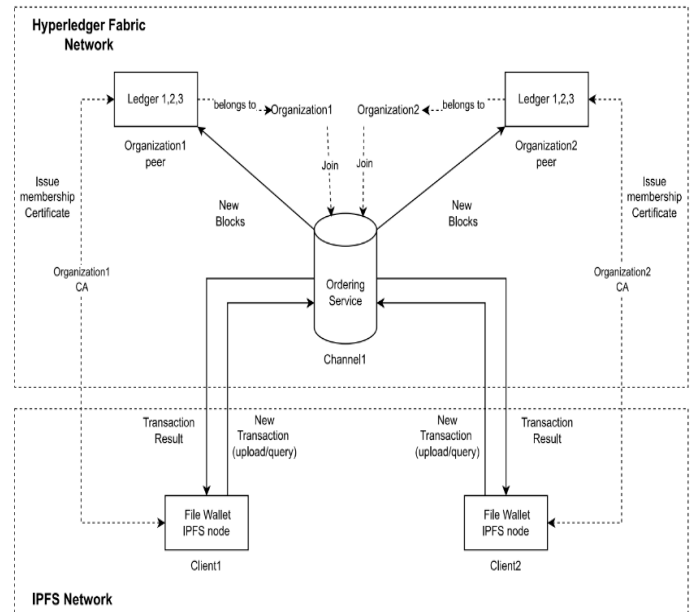 Hyperledger Fabric
Network
Ledger 1,2,3
belongs to
Organization1
Organization2
belongs to
Ledger 1,2,3
Organization1
peer
Organization2
peer
Join
Join
Issue
membership
Certificate
New
Blocks
New
Blocks
Issue
membership
Certificate
Organization1
CA
Ordering
Service
Organization2
CA
Channel1
Transaction
Result
New
Transaction
(upload/query)
New
Transaction
(upload/query)
Transaction
Result
File Wallet
IPFS node
File Wallet
IPFS node
Client1
Client2
IPFS Network